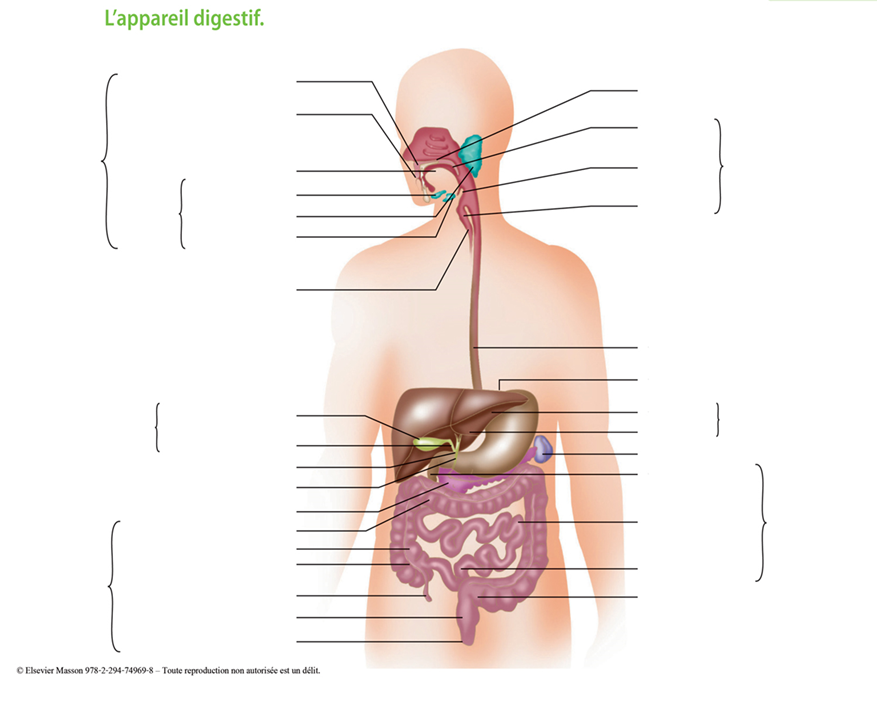 L'appareil digestif.
© Elsevier Masson 978-2-294-74969-8 – Toute reproduction non autorisée est un délit.